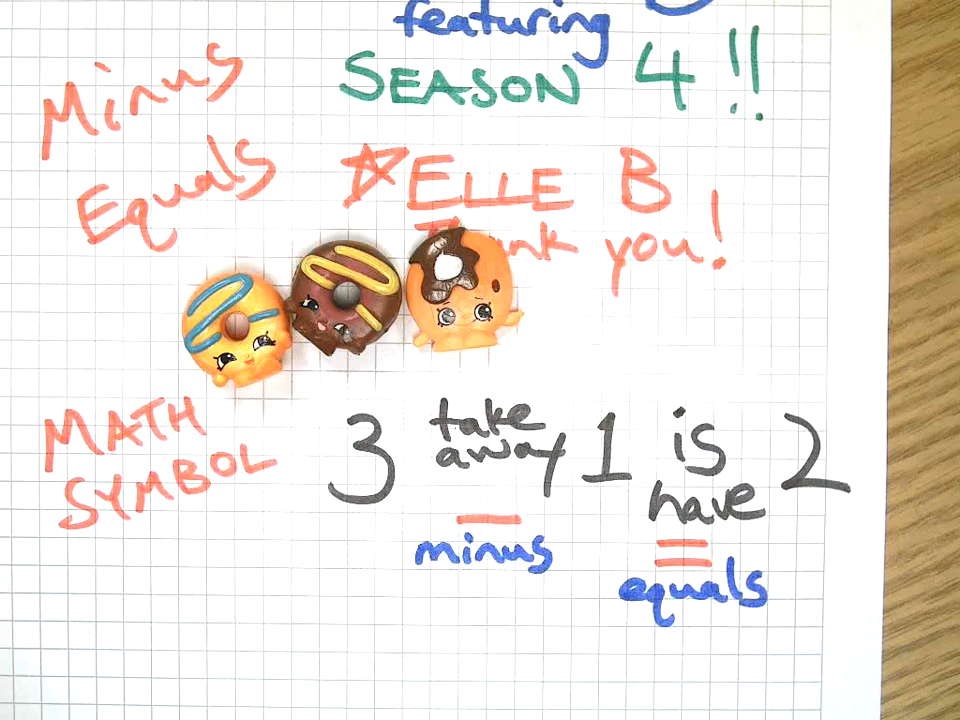 featuring
SEASON 4!!
Minus
Equals
☆ELLE B
Thank you!
MATH
SYMBOL
3 take away 1 is have 2
— =
minus equals